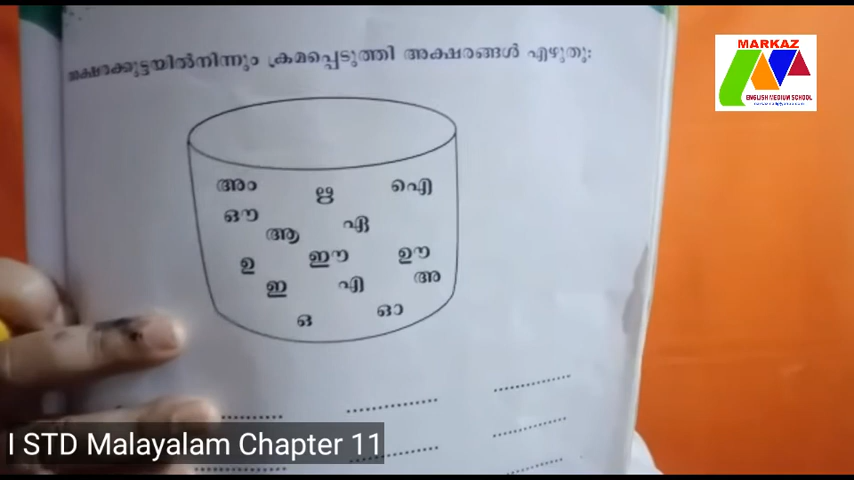 അക്ഷരക്കുട്ടയിൽനിന്നും ക്രമപ്പെടുത്തി അക്ഷരങ്ങൾ എഴുതൂ:
MARKAZ
ENGLISH MEDIUM SCHOOL
അം ഋ ഐ
ഔ ആ ഏ
ഉ ഈ ഊ
ഇ എ അ
ഒ ഓ
I STD Malayalam Chapter 11